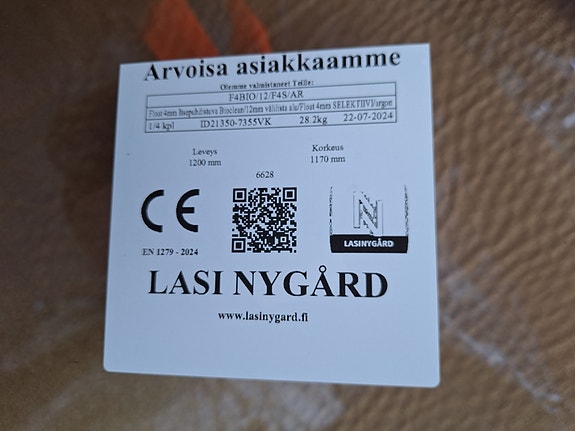 Arvoisa asiakkaamme
Olemme valmistaneet Teille:
F4BIO/12/F4S/AR
Float 4mm Itsepuhdistuva Bioclean/12mm välilista alu/Float 4mm SELEKTIIVI/argon
1/4 kpl ID21350-7355VK 28.2kg 22-07-2024
Leveys Korkeus
1200 mm 1170 mm
6628
CE
N
LASINYGÅRD
EN 1279 - 2024
LASI NYGÅRD
www.lasinygard.fi